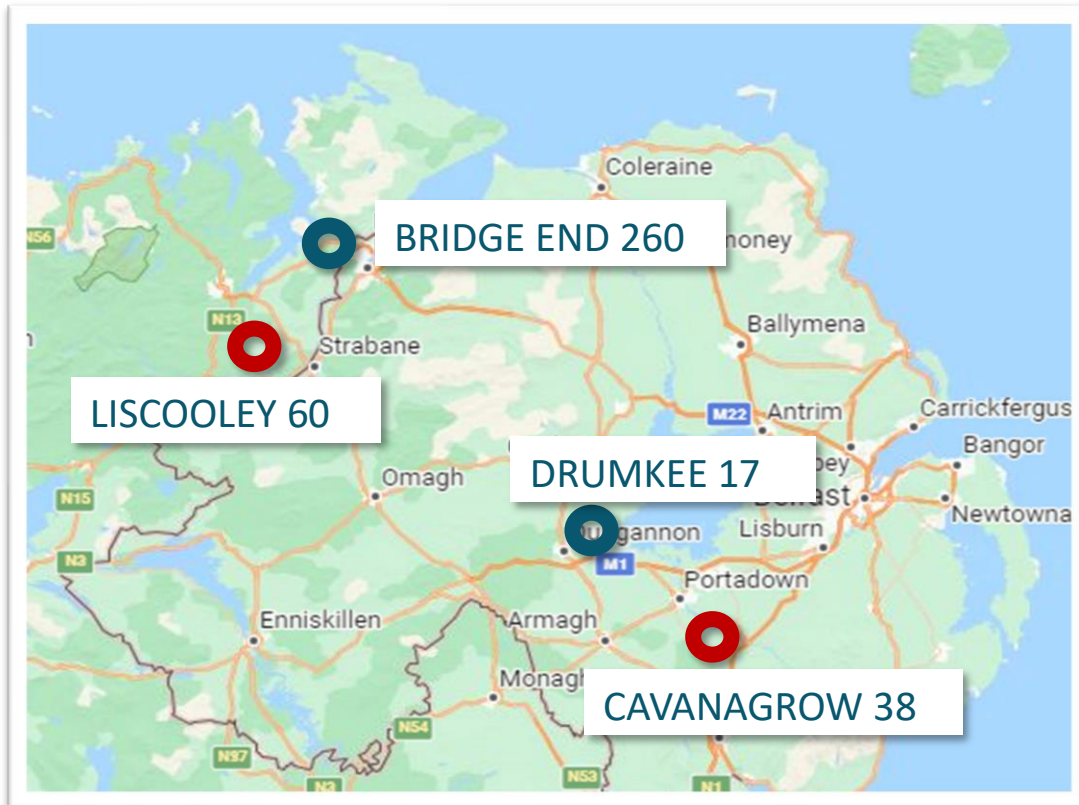 Coleraine
BRIDGE END 260
money
N56
N13
Strabane
Ballymena
LISCOOLEY 60
M22
Antrim
Carrickfergus
Bangor
DRUMKEE 17
Omagh
N15
Newtowna
Lisburn
N3
M1
Portadown
Enniskillen
Armagh
CAVANAGROW 38
N54
N97
N53
N3
N1